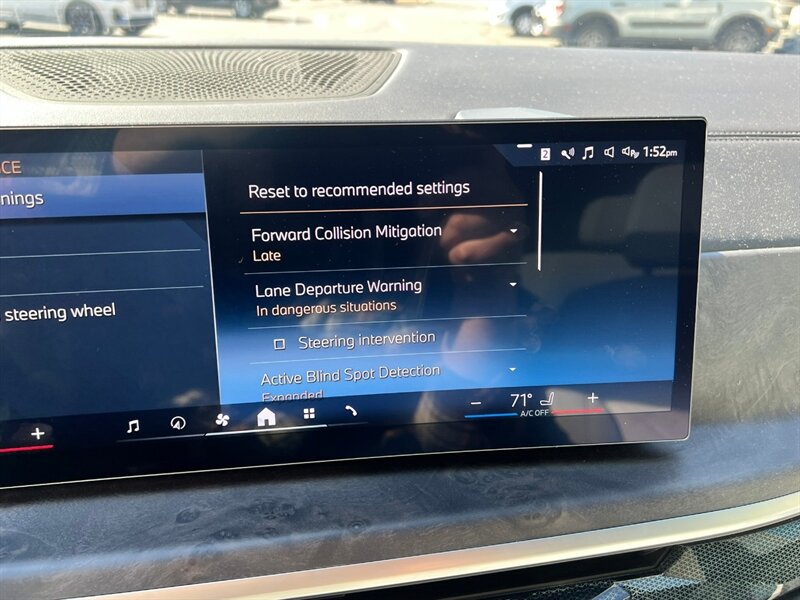 2 1:52pm
CE
nings
steering wheel
Reset to recommended settings
Forward Collision Mitigation
Late
Lane Departure Warning
In dangerous situations
Steering intervention
Active Blind Spot Detection
Expanded
+
− 71° +
A/C OFF